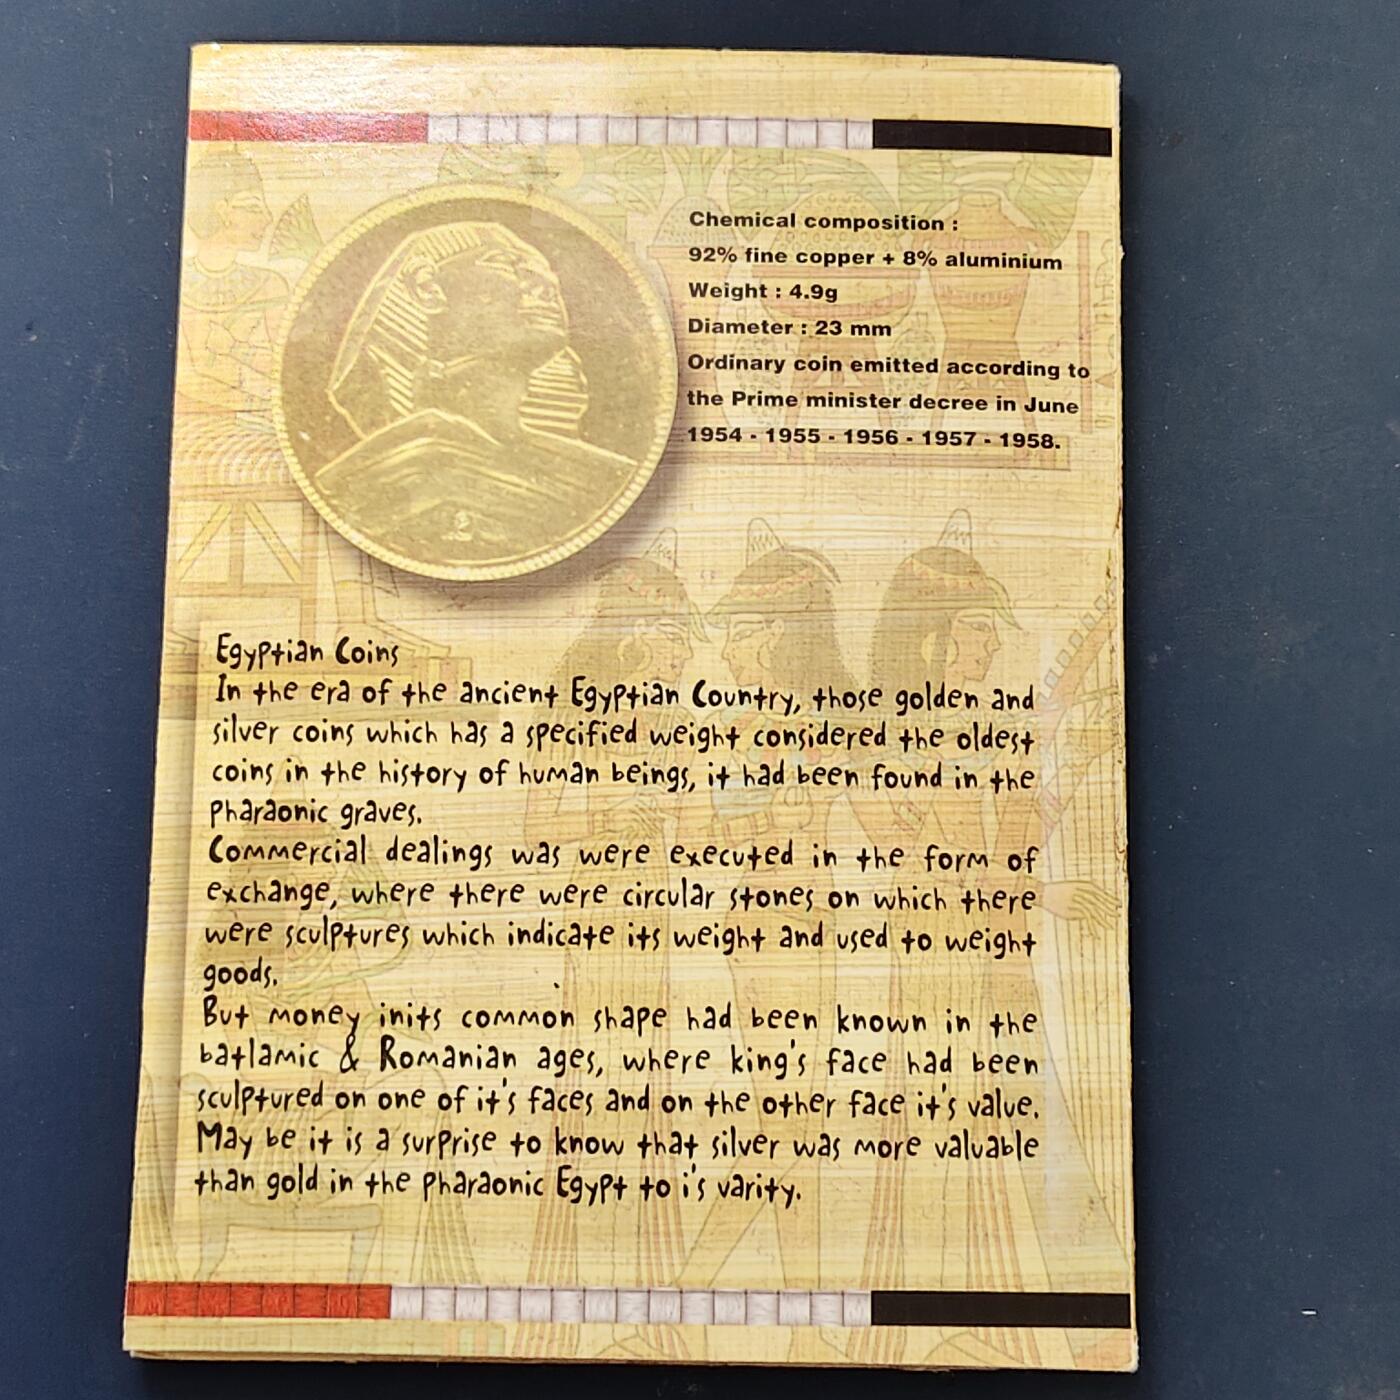 Chemical composition :
92% fine copper + 8% aluminium
Weight : 4.9g
Diameter : 23 mm
Ordinary coin emitted according to
the Prime minister decree in June
1954 - 1955 - 1956 - 1957 - 1958.
Egyptian Coins
In the era of the ancient Egyptian Country, those golden and
silver coins which has a specified weight considered the oldest
coins in the history of human beings, it had been found in the
pharaonic graves.
Commercial dealings was were executed in the form of
exchange, where there were circular stones on which there
were sculptures which indicate its weight and used to weight
goods.
But money inits common shape had been known in the
batlamic & Romanian ages, where king's face had been
sculptured on one of it's faces and on the other face it's value.
May be it is a surprise to know that silver was more valuable
than gold in the pharaonic Egypt to i's varity.